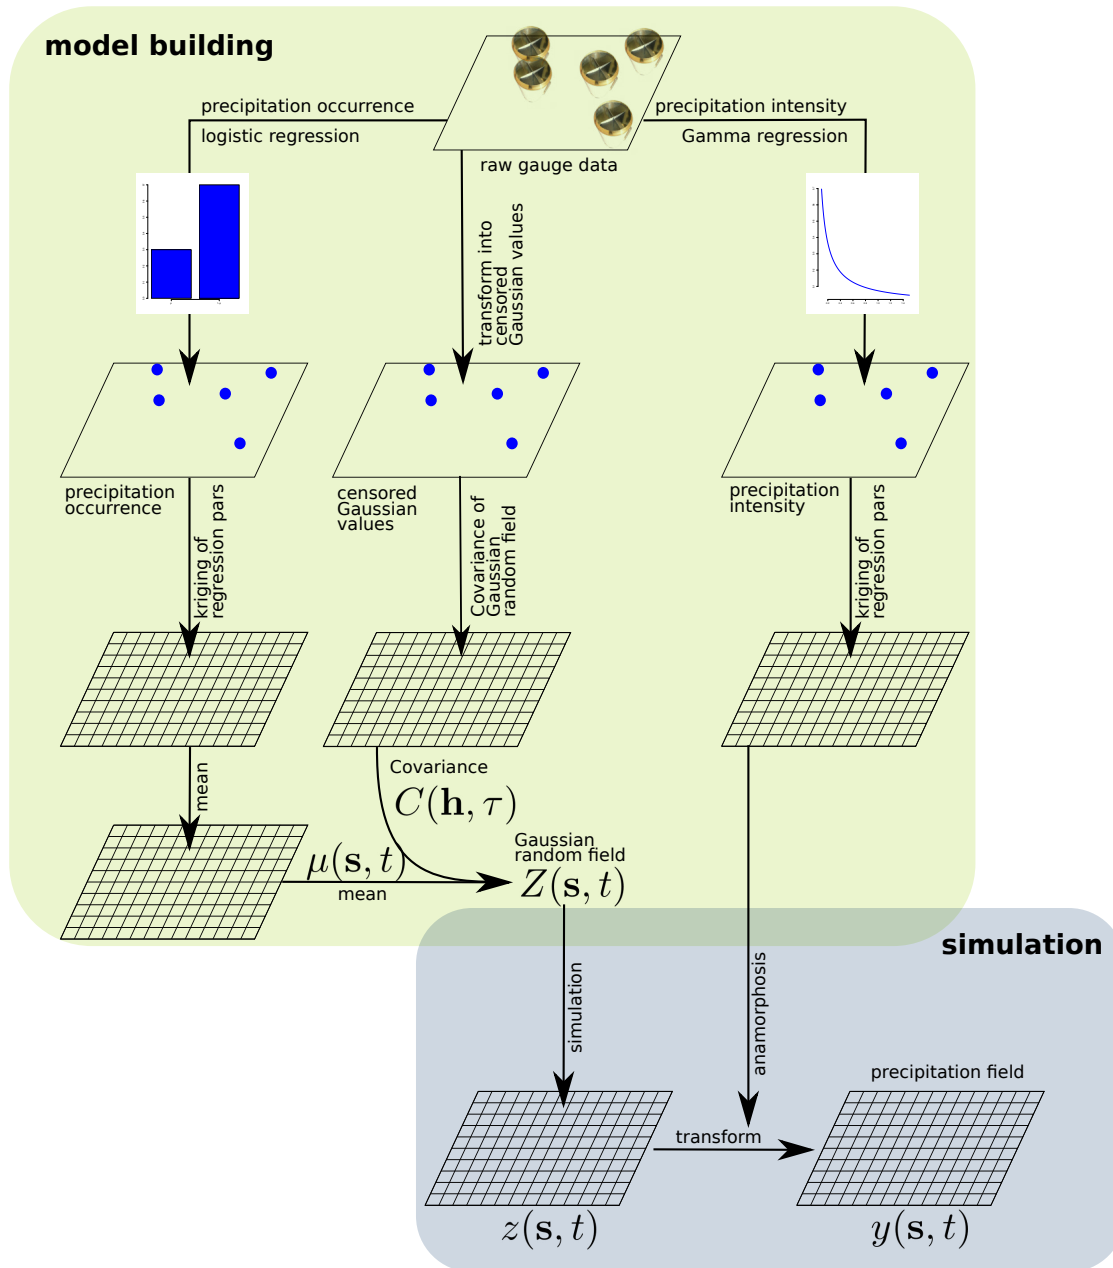 model building
precipitation occurrence
logistic regression
precipitation intensity
Gamma regression
raw gauge data
transform into
censored
Gaussian values
precipitation
occurrence
censored
Gaussian
values
precipitation
intensity
kriging of
regression pars
Covariance of
Gaussian
random field
kriging of
regression pars
mean
Covariance
C(h, τ)
μ(s, t)
mean
Gaussian
random field
Z(s, t)
simulation
simulation
anamorphosis
precipitation field
transform
z(s, t)
y(s, t)